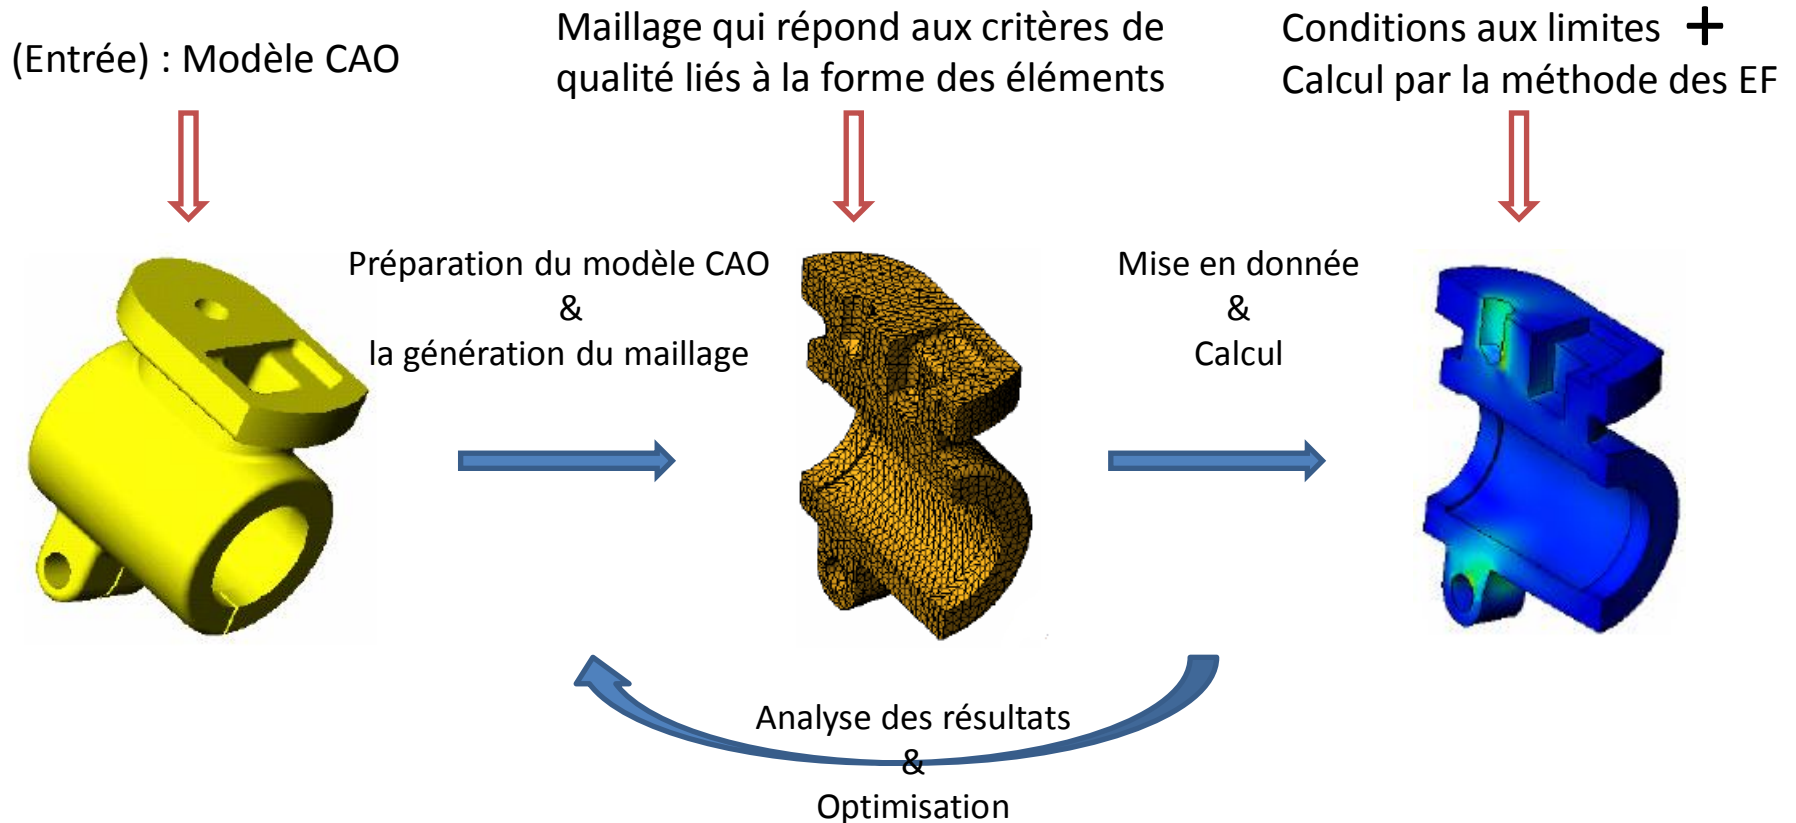 (Entrée) : Modèle CAO
Maillage qui répond aux critères de
qualité liés à la forme des éléments
Conditions aux limites +
Calcul par la méthode des EF
Préparation du modèle CAO
&
la génération du maillage
Mise en donnée
&
Calcul
Analyse des résultats
&
Optimisation